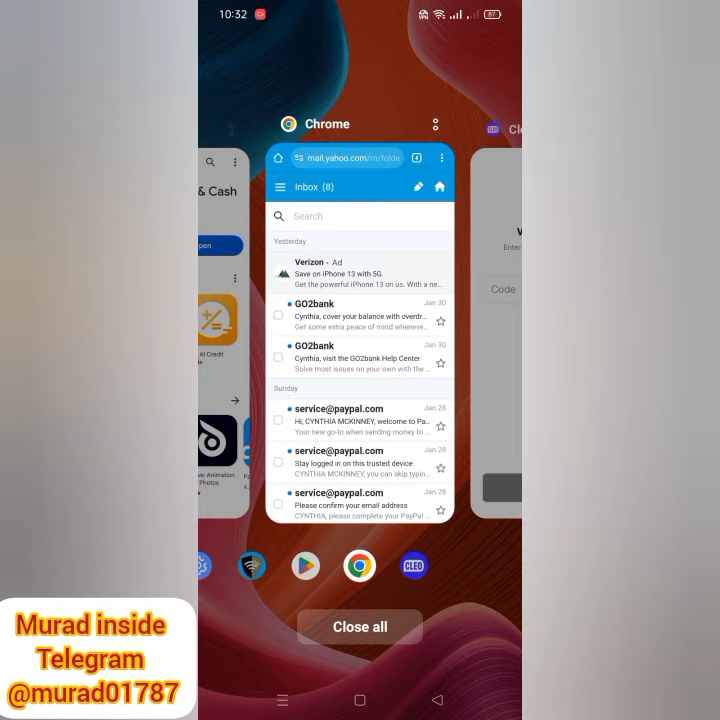 10:32
87
Chrome
Cle
& Cash
mail.yahoo.com/m/folde
4
Inbox (8)
Search
Yesterday
Verizon • Ad
Save on iPhone 13 with 5G.
Get the powerful iPhone 13 on us. With a ne...
GO2bank
Jan 30
Cynthia, cover your balance with overdr...
Get some extra peace of mind wheneve...
GO2bank
Jan 30
Cynthia, visit the GO2bank Help Center
Solve most issues on your own with the ...
Sunday
service@paypal.com
Jan 28
Hi, CYNTHIA MCKINNEY, welcome to Pa...
Your new go-to when sending money to ...
service@paypal.com
Jan 28
Stay logged in on this trusted device
CYNTHIA MCKINNEY, you can skip typin...
service@paypal.com
Jan 28
Please confirm your email address
CYNTHIA, please complete your PayPal ...
AI Credit
Photos
Enter
Code
CLEO
Close all
Murad inside
Telegram
@murad01787